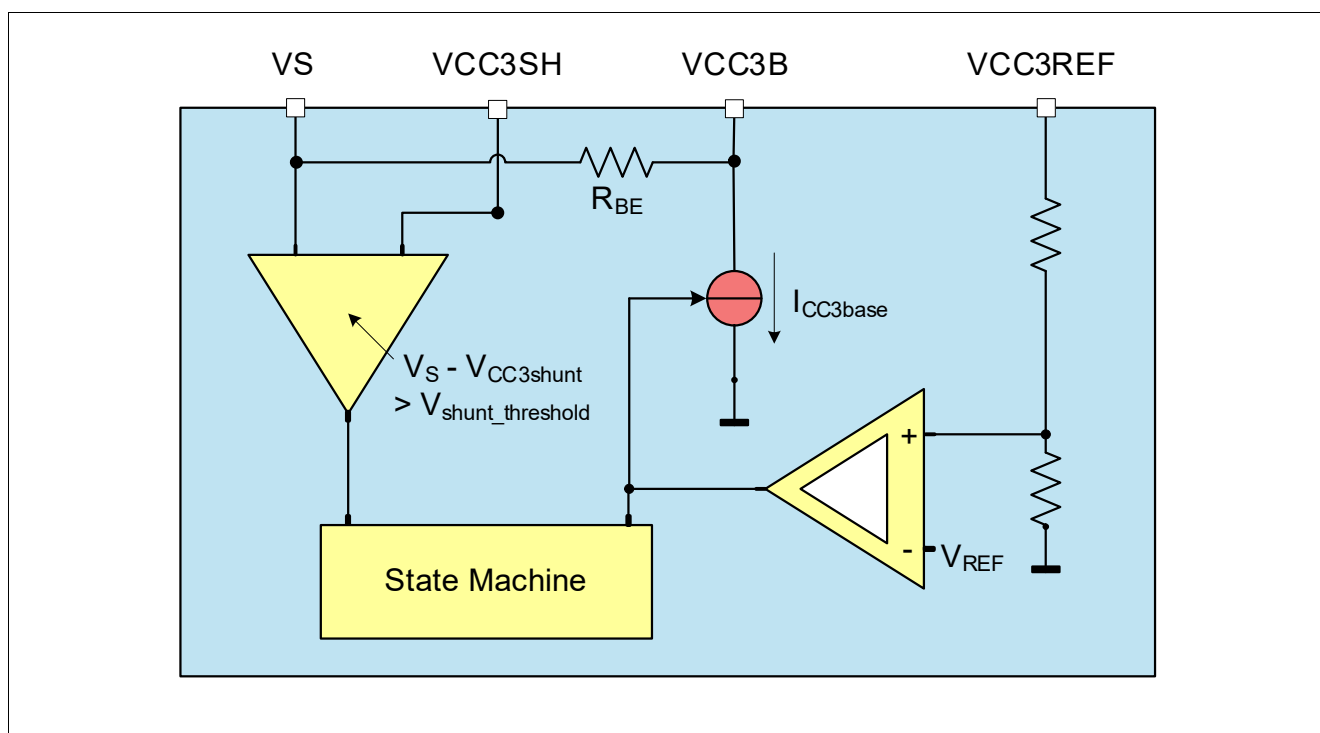 VS
VCC3SH
VCC3B
VCC3REF
RBE
ICC3base
VS - VCC3shunt
> Vshunt_threshold
+
-
VREF
State Machine